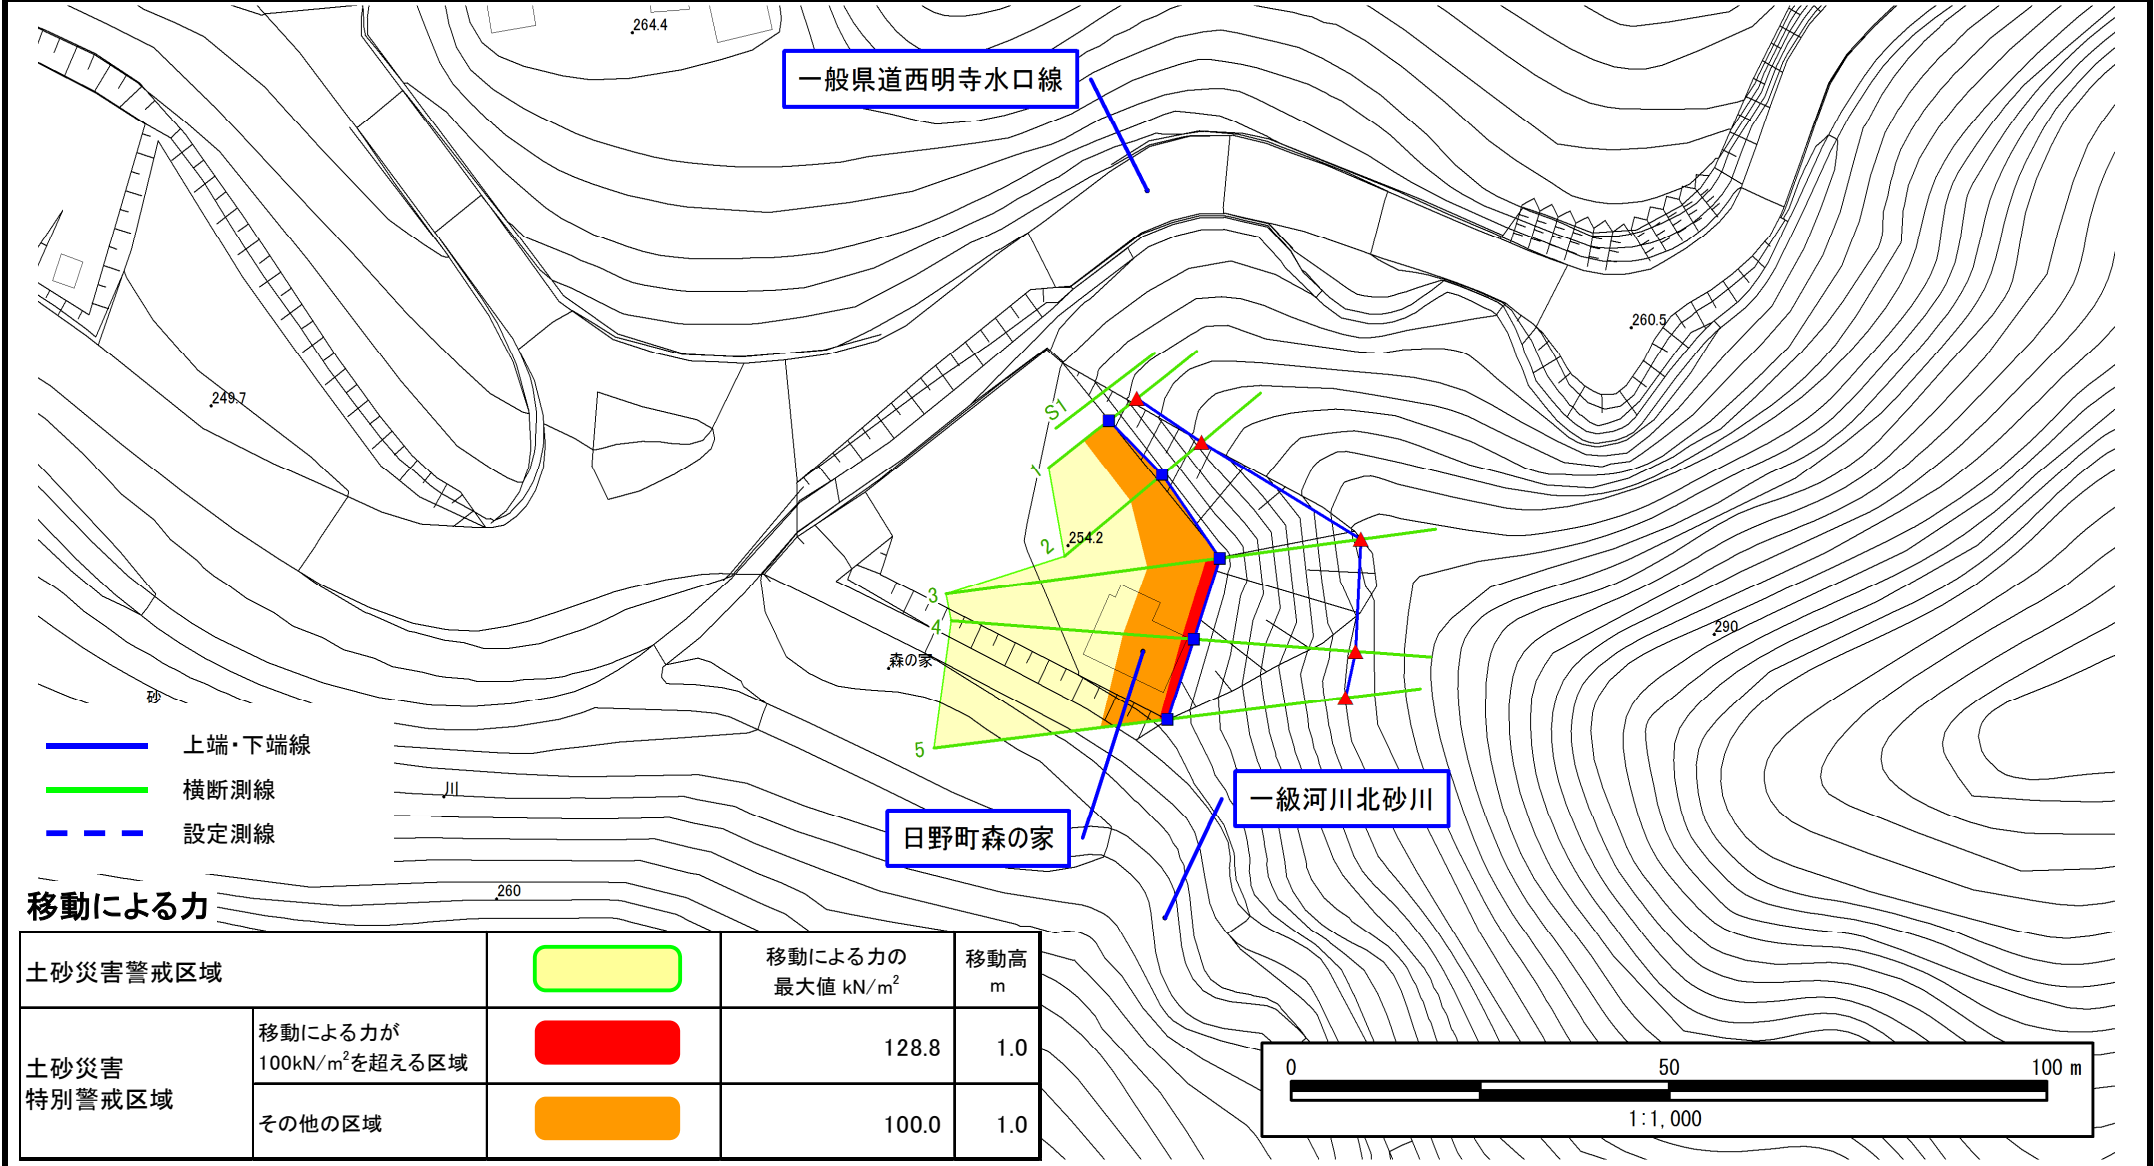 264.4
一般県道西明寺水口線
260.5
249.7
S1
1
2
254.2
3
4
森の家
290
砂
5
上端・下端線
川
横断測線
一級河川北砂川
設定測線
日野町森の家
260
移動による力
土砂災害警戒区域
移動による力の
最大値 kN/m²
移動高
m
土砂災害
特別警戒区域
移動による力が
100kN/m²を超える区域
128.8
1.0
その他の区域
100.0
1.0
0
50
100 m
1:1,000